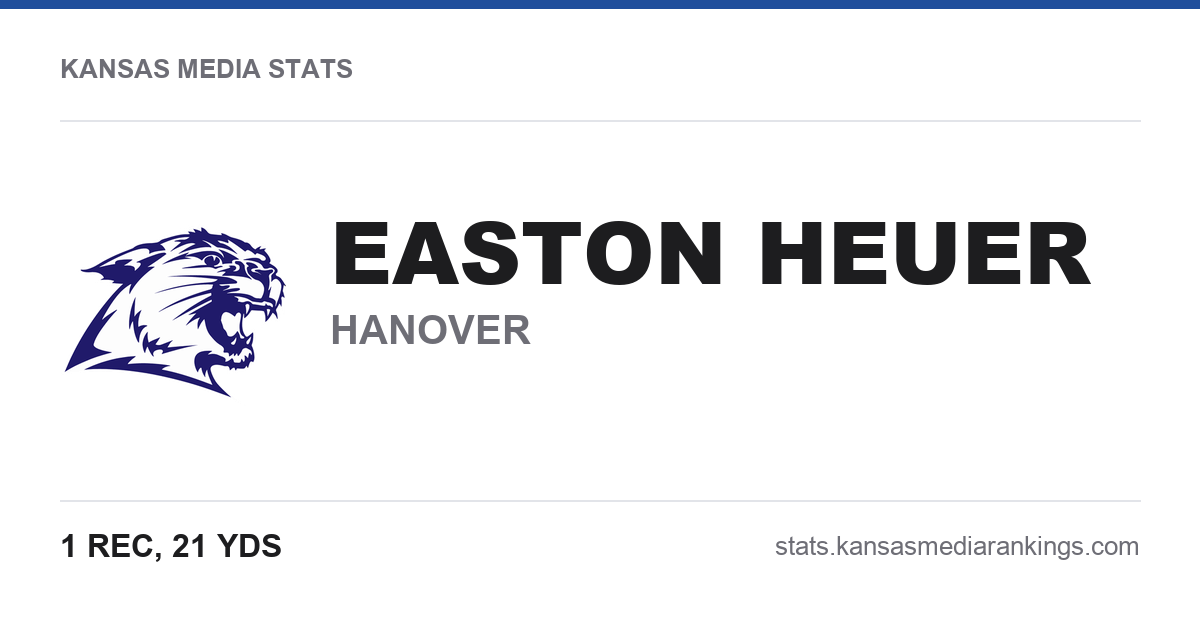 KANSAS MEDIA STATS
EASTON HEUER
HANOVER
1 REC, 21 YDS
stats.kansasmediarankings.com